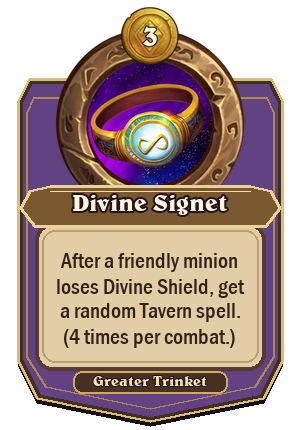 3
Divine Signet
After a friendly minion
loses Divine Shield, get
a random Tavern spell.
(4 times per combat.)
Greater Trinket